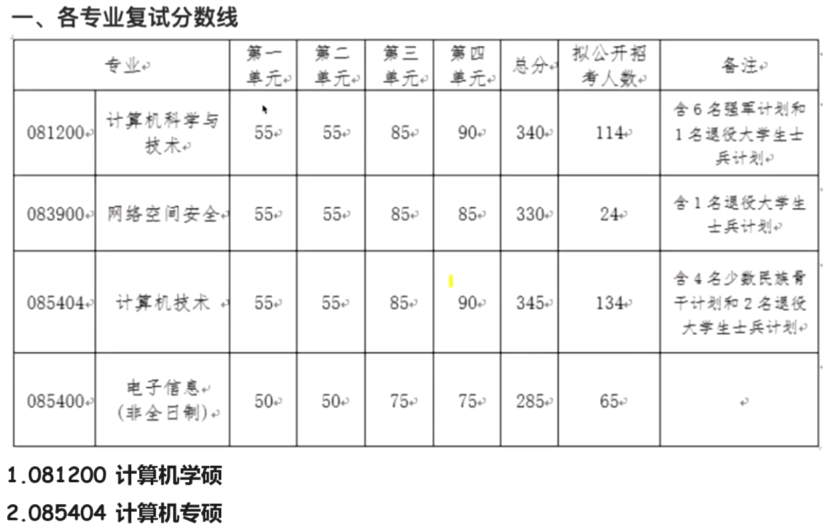 一、各专业复试分数线
专业 第一单元 第二单元 第三单元 第四单元 总分 拟公开招考人数 备注
081200 计算机科学与技术 55 55 85 90 340 114 含6名强军计划和1名退役大学生士兵计划
083900 网络空间安全 55 55 85 85 330 24 含1名退役大学生士兵计划
085404 计算机技术 55 55 85 90 345 134 含4名少数民族骨干计划和2名退役大学生士兵计划
085400 电子信息(非全日制) 50 50 75 75 285 65
1.081200 计算机学硕
2.085404 计算机专硕